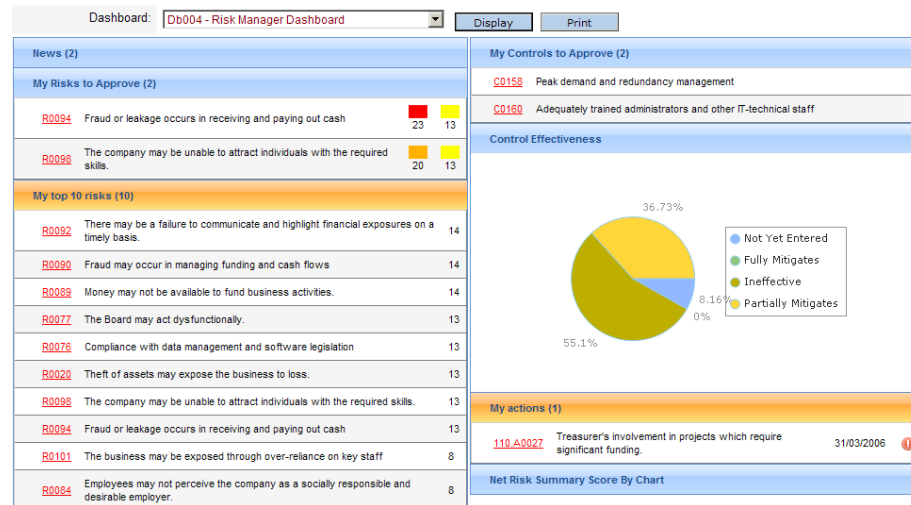 Dashboard: Db004 - Risk Manager Dashboard Display Print
News (2)
My Risks to Approve (2)
R0094 Fraud or leakage occurs in receiving and paying out cash 23 13
R0098 The company may be unable to attract individuals with the required
skills. 20 13
My top 10 risks (10)
R0092 There may be a failure to communicate and highlight financial exposures on a
timely basis. 14
R0090 Fraud may occur in managing funding and cash flows 14
R0089 Money may not be available to fund business activities. 14
R0077 The Board may act dysfunctionally. 13
R0076 Compliance with data management and software legislation 13
R0020 Theft of assets may expose the business to loss. 13
R0098 The company may be unable to attract individuals with the required skills. 13
R0094 Fraud or leakage occurs in receiving and paying out cash 13
R0101 The business may be exposed through over-reliance on key staff 8
R0084 Employees may not perceive the company as a socially responsible and
desirable employer. 8
My Controls to Approve (2)
C0158 Peak demand and redundancy management
C0160 Adequately trained administrators and other IT-technical staff
Control Effectiveness
36.73%
8.16%
0%
55.1%
Not Yet Entered
Fully Mitigates
Ineffective
Partially Mitigates
My actions (1)
110.A0027 Treasurer's involvement in projects which require
significant funding. 31/03/2006
Net Risk Summary Score By Chart